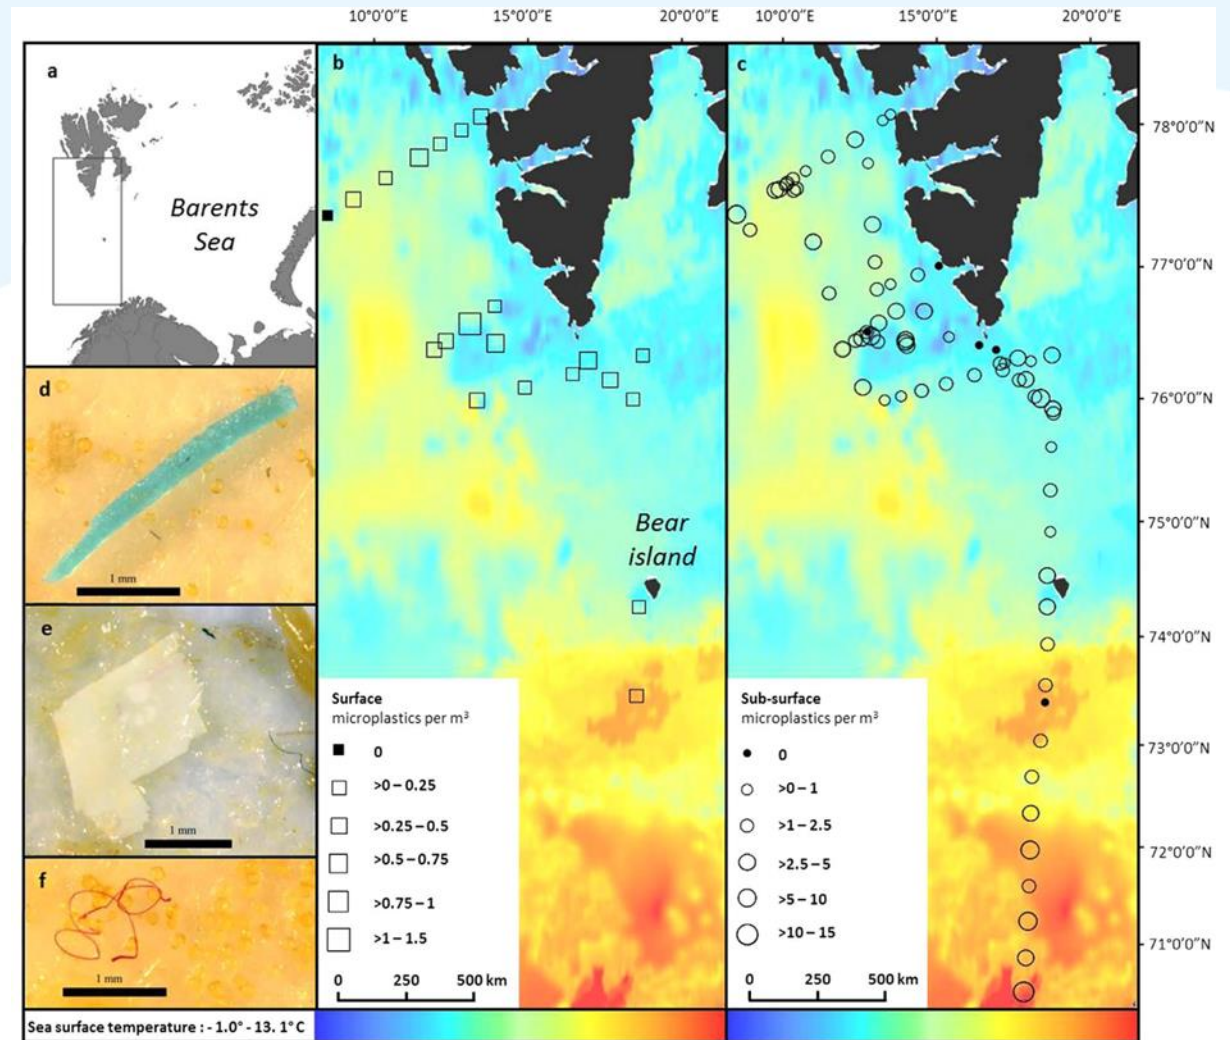 10°0'0"E 15°0'0"E 20°0'0"E 10°0'0"E 15°0'0"E 20°0'0"E
a
Barents
Sea
b
Bear
island
Surface
microplastics per m³
0
>0 – 0.25
>0.25 – 0.5
>0.5 – 0.75
>0.75 – 1
>1 – 1.5
0 250 500 km
c
Sub-surface
microplastics per m³
0
>0 – 1
>1 – 2.5
>2.5 – 5
>5 – 10
>10 – 15
0 250 500 km
78°0'0"N
77°0'0"N
76°0'0"N
75°0'0"N
74°0'0"N
73°0'0"N
72°0'0"N
71°0'0"N
d
1 mm
e
1 mm
f
1 mm
Sea surface temperature : - 1.0° - 13. 1° C